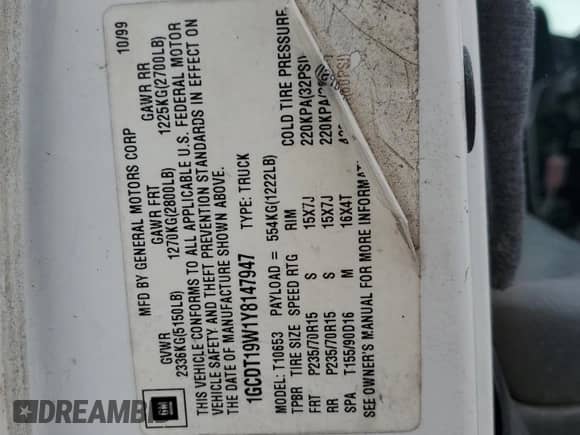 GM
MFD BY GENERAL MOTORS CORP 10/99
GVWR GAWR FRT GAWR RR
2336KG(5150LB) 1270KG(2800LB) 1225KG(2700LB)
THIS VEHICLE CONFORMS TO ALL APPLICABLE U.S. FEDERAL MOTOR
VEHICLE SAFETY AND THEFT PREVENTION STANDARDS IN EFFECT ON
THE DATE OF MANUFACTURE SHOWN ABOVE.
1GCDT19W1Y8147947 TYPE: TRUCK
MODEL: T10653 PAYLOAD = 554KG(1222LB)
TPBR TIRE SIZE SPEED RTG RIM COLD TIRE PRESSURE
FRT P235/70R15 S 15X7J 220KPA(32PSI)
RR P235/70R15 S 15X7J 220KPA(
SPA T155/90D16 M 16X4T
SEE OWNER'S MANUAL FOR MORE INFORMAT
DREAMB